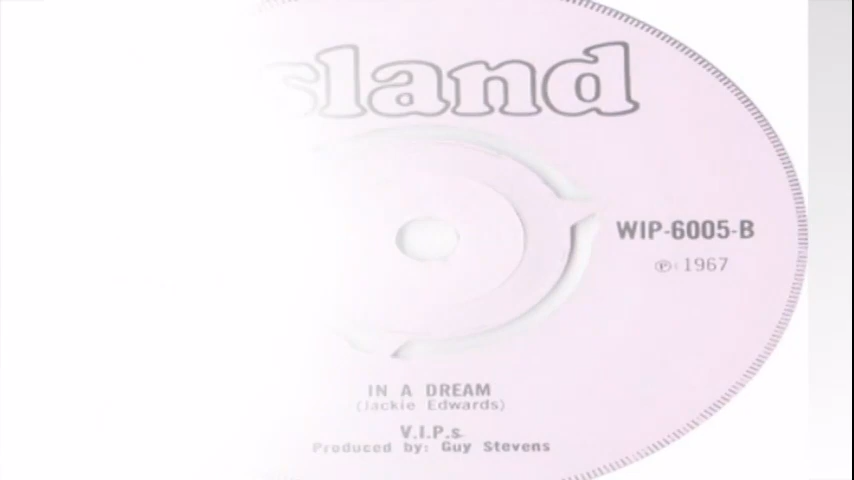 sland
WIP-6005-B
℗ 1967
IN A DREAM
(Jackie Edwards)
V.I.P.s
Produced by: Guy Stevens